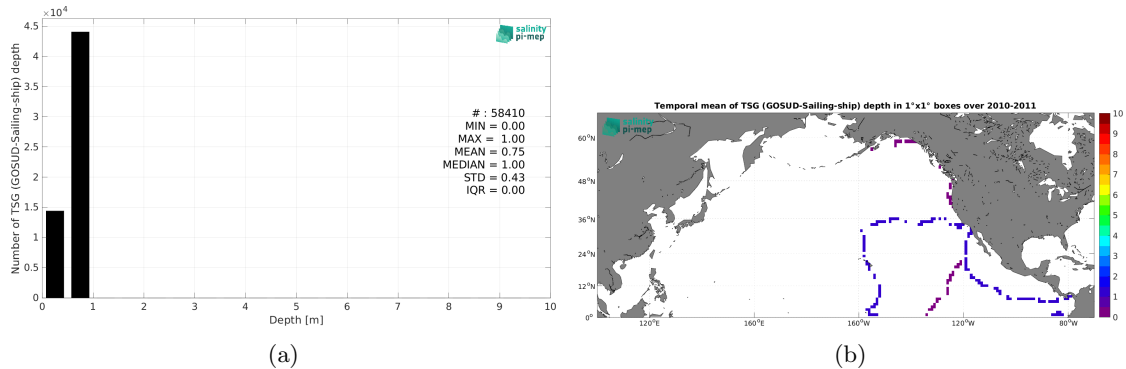 ×10⁴
4.5
4
3.5
3
2.5
2
1.5
1
0.5
0
Number of TSG (GOSUD-Sailing-ship) depth
salinity
pi-mep
# : 58410
MIN = 0.00
MAX = 1.00
MEAN = 0.75
MEDIAN = 1.00
STD = 0.43
IQR = 0.00
0 1 2 3 4 5 6 7 8 9 10
Depth [m]
(a)
Temporal mean of TSG (GOSUD-Sailing-ship) depth in 1°x1° boxes over 2010-2011
salinity
pi-mep
60°N
48°N
36°N
24°N
12°N
0°
120°E 160°E 160°W 120°W 80°W
10
9
8
7
6
5
4
3
2
1
0
(b)